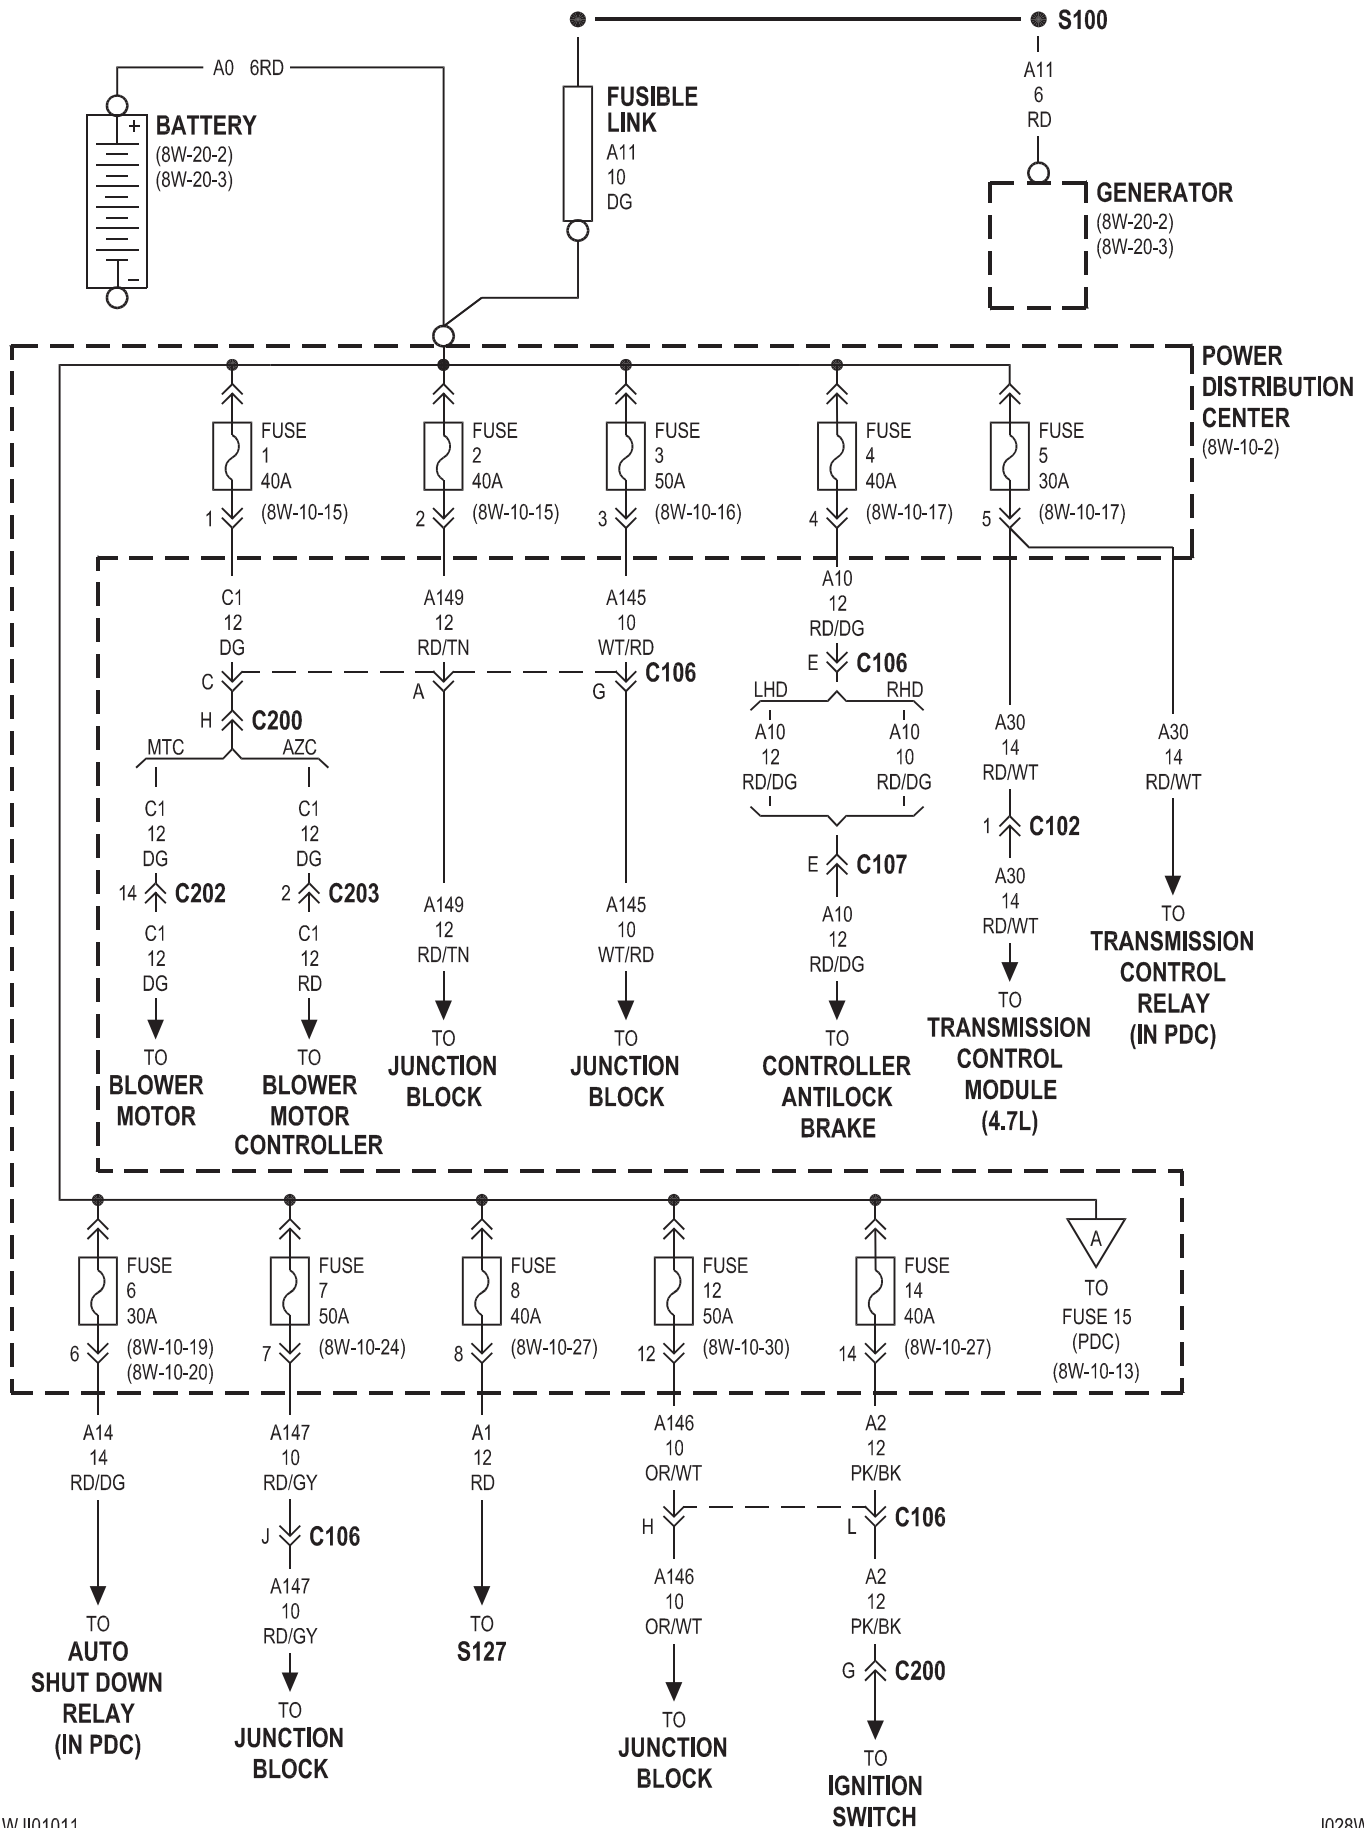 S100
A0 6RD
A11
6
RD
FUSIBLE
LINK
A11
10
DG
BATTERY
(8W-20-2)
(8W-20-3)
+
–
GENERATOR
(8W-20-2)
(8W-20-3)
POWER
DISTRIBUTION
CENTER
(8W-10-2)
FUSE
1
40A
(8W-10-15)
1
FUSE
2
40A
(8W-10-15)
2
FUSE
3
50A
(8W-10-16)
3
FUSE
4
40A
(8W-10-17)
4
FUSE
5
30A
(8W-10-17)
5
C1
12
DG
C
H C200
MTC AZC
C1
12
DG
14 C202
C1
12
DG
TO
BLOWER
MOTOR
C1
12
DG
2 C203
C1
12
RD
TO
BLOWER
MOTOR
CONTROLLER
A149
12
RD/TN
A
A149
12
RD/TN
TO
JUNCTION
BLOCK
A145
10
WT/RD
G C106
A145
10
WT/RD
TO
JUNCTION
BLOCK
A10
12
RD/DG
E C106
LHD RHD
A10
12
RD/DG
A10
10
RD/DG
E C107
A10
12
RD/DG
TO
CONTROLLER
ANTILOCK
BRAKE
A30
14
RD/WT
1 C102
A30
14
RD/WT
TO
TRANSMISSION
CONTROL
MODULE
(4.7L)
A30
14
RD/WT
TO
TRANSMISSION
CONTROL
RELAY
(IN PDC)
FUSE
6
30A
(8W-10-19)
(8W-10-20)
6
FUSE
7
50A
(8W-10-24)
7
FUSE
8
40A
(8W-10-27)
8
FUSE
12
50A
(8W-10-30)
12
FUSE
14
40A
(8W-10-27)
14
A
TO
FUSE 15
(PDC)
(8W-10-13)
A14
14
RD/DG
TO
AUTO
SHUT DOWN
RELAY
(IN PDC)
A147
10
RD/GY
J C106
A147
10
RD/GY
TO
JUNCTION
BLOCK
A1
12
RD
TO
S127
A146
10
OR/WT
H
A146
10
OR/WT
TO
JUNCTION
BLOCK
A2
12
PK/BK
L C106
A2
12
PK/BK
G C200
TO
IGNITION
SWITCH